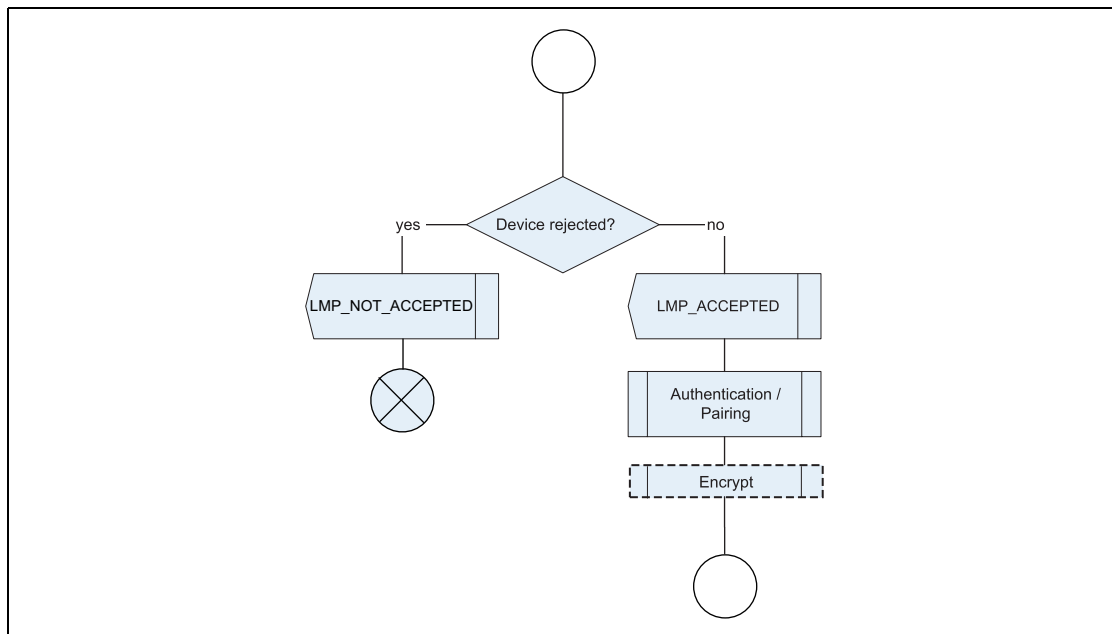 Device rejected?
yes
no
LMP_NOT_ACCEPTED
LMP_ACCEPTED
Authentication /
Pairing
Encrypt